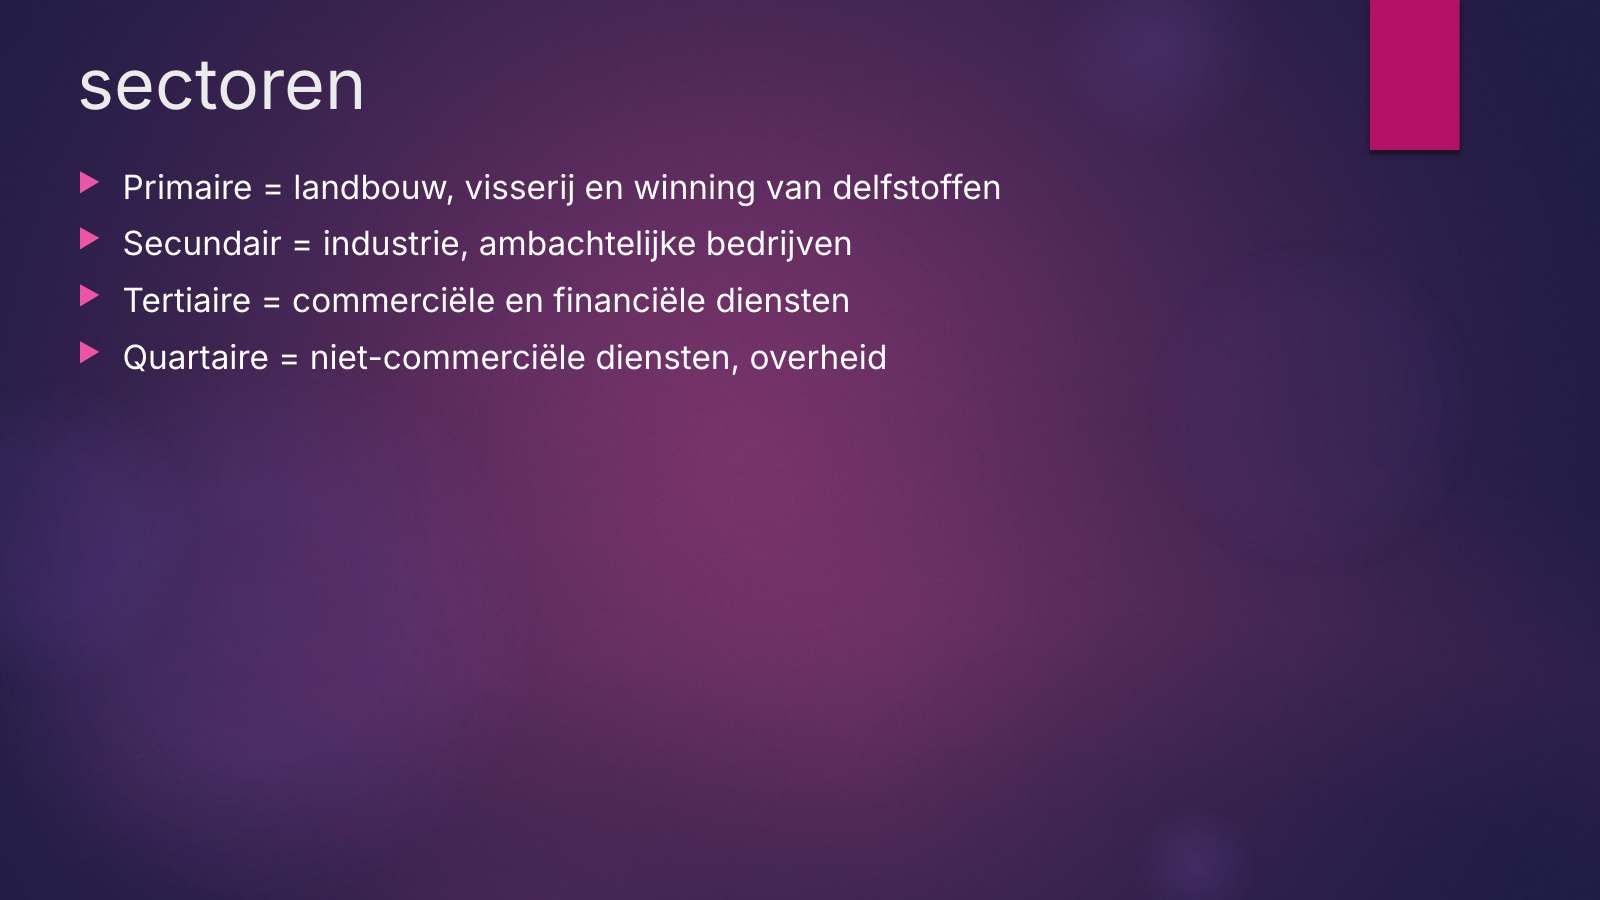 sectoren
Primaire = landbouw, visserij en winning van delfstoffen
Secundair = industrie, ambachtelijke bedrijven
Tertiaire = commerciële en financiële diensten
Quartaire = niet-commerciële diensten, overheid